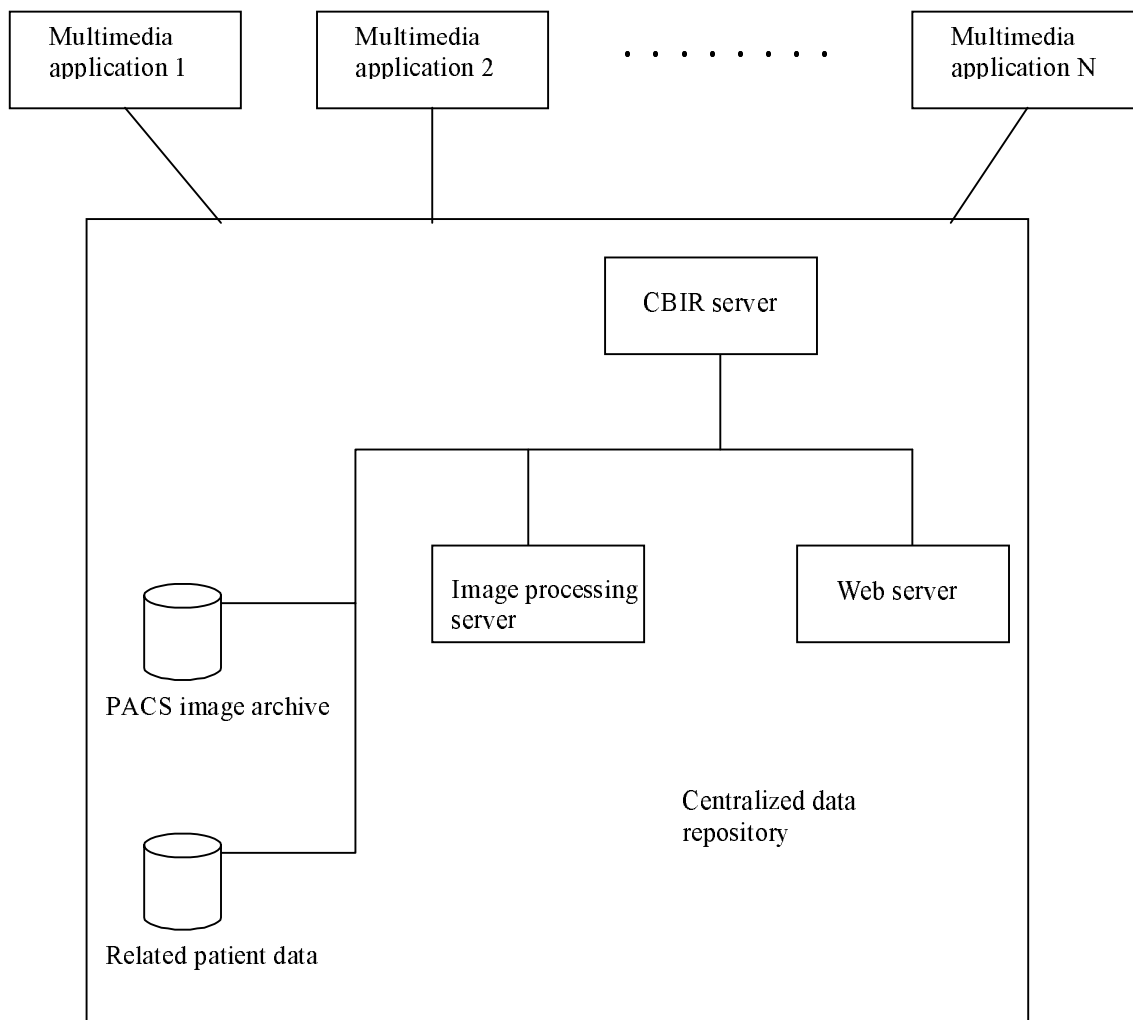 Multimedia
application 1
Multimedia
application 2
. . . . . . . .
Multimedia
application N
CBIR server
Image processing
server
Web server
PACS image archive
Centralized data
repository
Related patient data